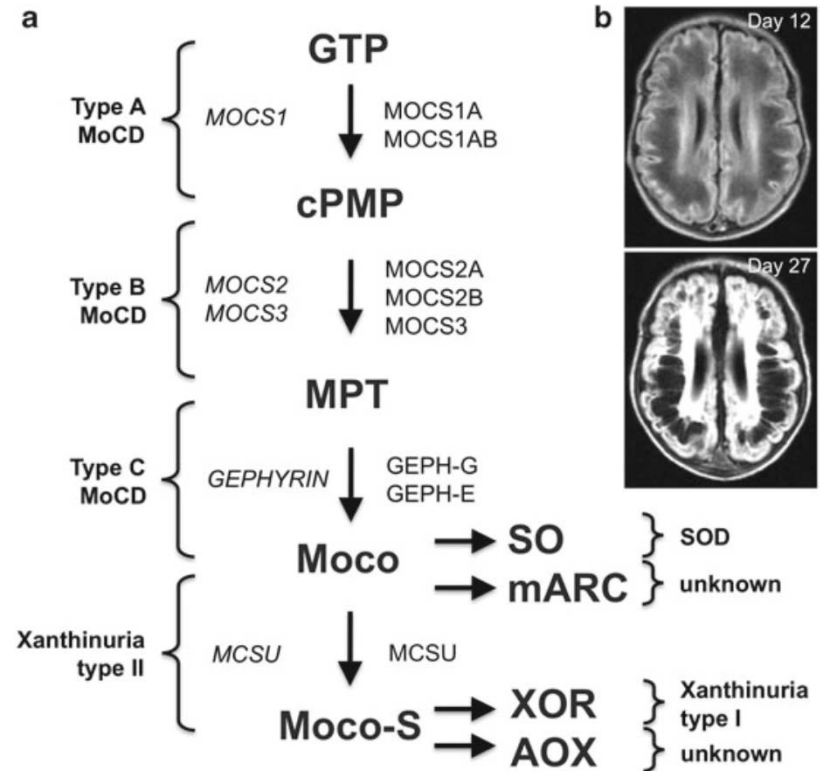 a
GTP
Type A
MoCD
MOCS1
MOCS1A
MOCS1AB
cPMP
Type B
MoCD
MOCS2
MOCS3
MOCS2A
MOCS2B
MOCS3
MPT
Type C
MoCD
GEPHYRIN
GEPH-G
GEPH-E
Moco
SO
SOD
mARC
unknown
Xanthinuria
type II
MCSU
MCSU
Moco-S
XOR
Xanthinuria
type I
AOX
unknown
b
Day 12
Day 27